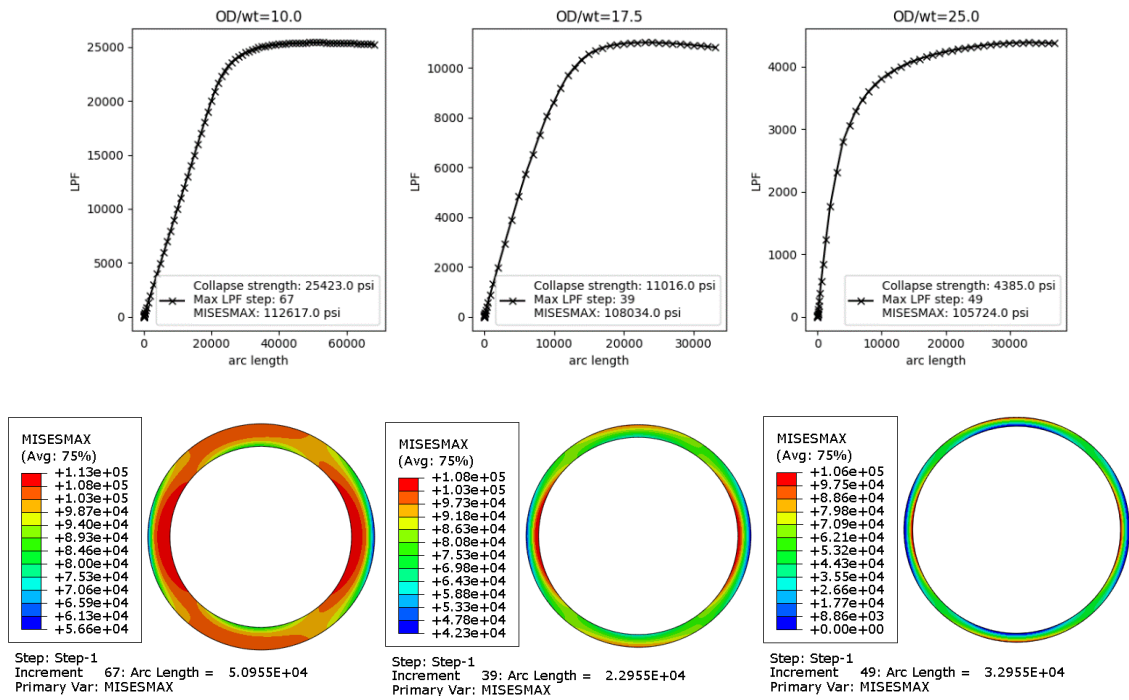 OD/wt=10.0
25000
20000
15000
10000
5000
0
LPF
Collapse strength: 25423.0 psi
Max LPF step: 67
MISESMAX: 112617.0 psi
0 20000 40000 60000
arc length
OD/wt=17.5
10000
8000
6000
4000
2000
0
LPF
Collapse strength: 11016.0 psi
Max LPF step: 39
MISESMAX: 108034.0 psi
0 10000 20000 30000
arc length
OD/wt=25.0
4000
3000
2000
1000
0
LPF
Collapse strength: 4385.0 psi
Max LPF step: 49
MISESMAX: 105724.0 psi
0 10000 20000 30000
arc length
MISESMAX
(Avg: 75%)
+1.13e+05
+1.08e+05
+1.03e+05
+9.87e+04
+9.40e+04
+8.93e+04
+8.46e+04
+8.00e+04
+7.53e+04
+7.06e+04
+6.59e+04
+6.13e+04
+5.66e+04
Step: Step-1
Increment 67: Arc Length = 5.0955E+04
Primary Var: MISESMAX
MISESMAX
(Avg: 75%)
+1.08e+05
+1.03e+05
+9.73e+04
+9.18e+04
+8.63e+04
+8.08e+04
+7.53e+04
+6.98e+04
+6.43e+04
+5.88e+04
+5.33e+04
+4.78e+04
+4.23e+04
Step: Step-1
Increment 39: Arc Length = 2.2955E+04
Primary Var: MISESMAX
MISESMAX
(Avg: 75%)
+1.06e+05
+9.75e+04
+8.86e+04
+7.98e+04
+7.09e+04
+6.21e+04
+5.32e+04
+4.43e+04
+3.55e+04
+2.66e+04
+1.77e+04
+8.86e+03
+0.00e+00
Step: Step-1
Increment 49: Arc Length = 3.2955E+04
Primary Var: MISESMAX